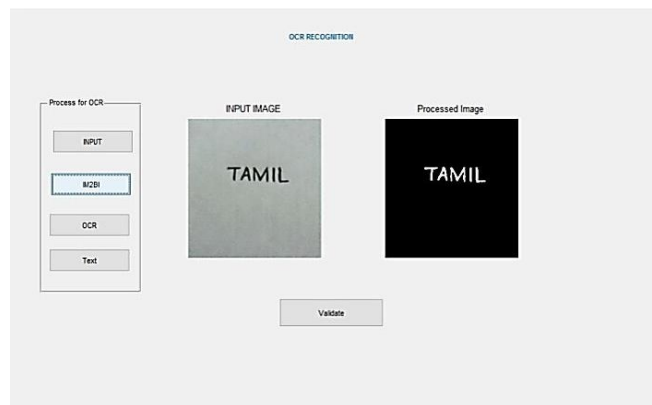 OCR RECOGNITION
Process for OCR
INPUT
IM2BI
OCR
Text
INPUT IMAGE
TAMIL
Processed Image
TAMIL
Validate